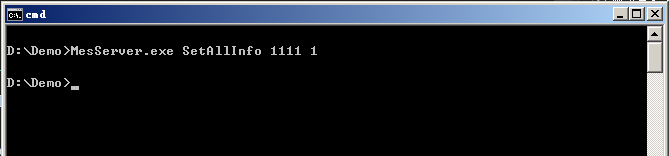 cmd
D:\Demo>MesServer.exe SetAllInfo 1111 1
D:\Demo>_